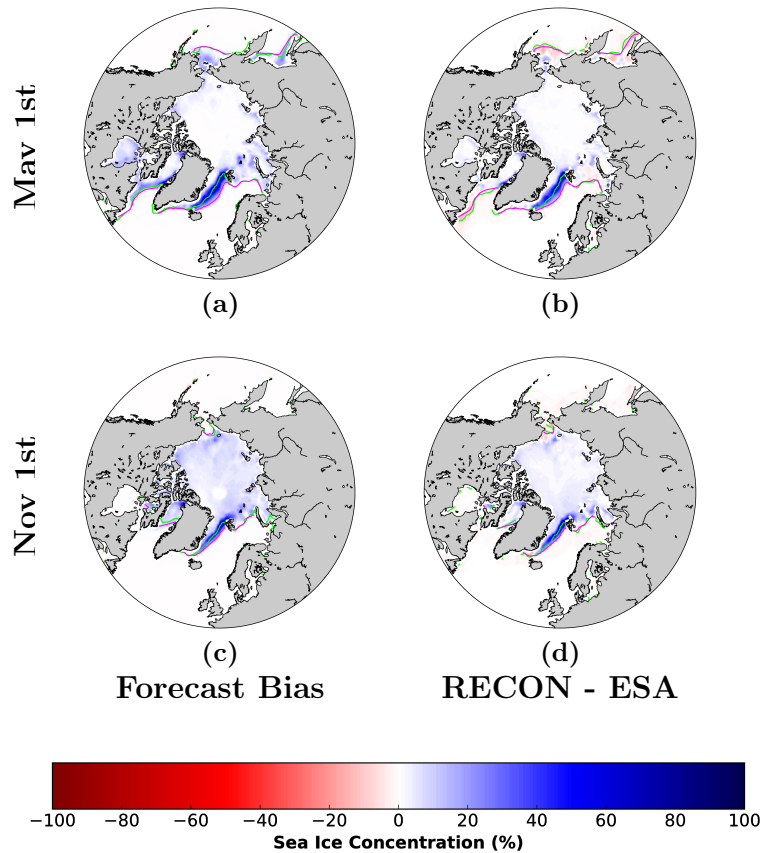 Mav 1st
(a)
(b)
Nov 1st
(c)
(d)
Forecast Bias
RECON - ESA
−100 −80 −60 −40 −20 0 20 40 60 80 100
Sea Ice Concentration (%)